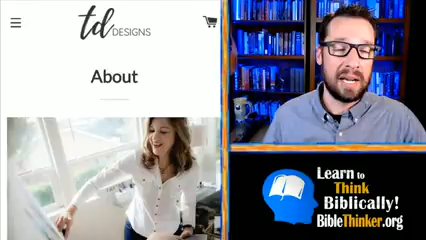 td DESIGNS
About
Learn to
Think
Biblically!
BibleThinker.org